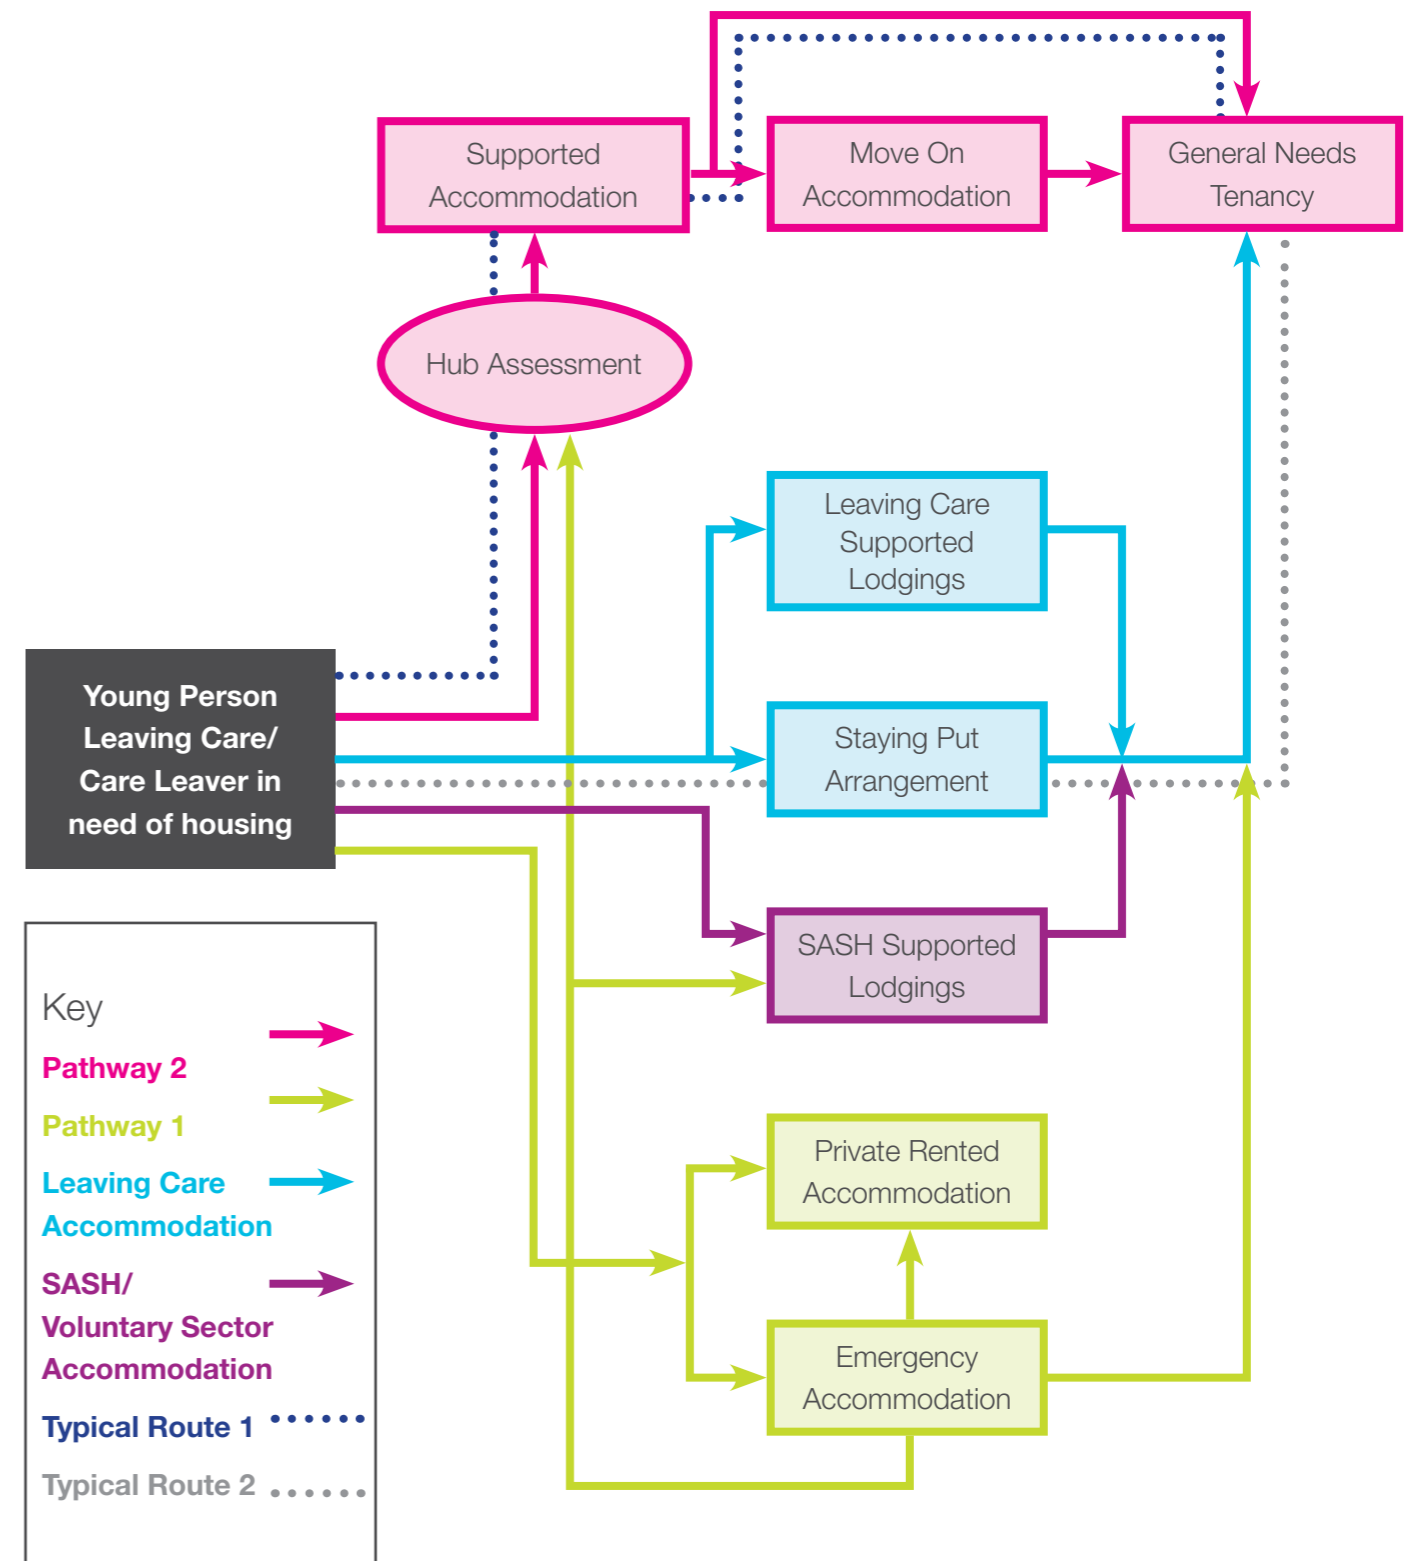 Supported
Accommodation
Move On
Accommodation
General Needs
Tenancy
Hub Assessment
Leaving Care
Supported
Lodgings
Young Person
Leaving Care/
Care Leaver in
need of housing
Staying Put
Arrangement
SASH Supported
Lodgings
Private Rented
Accommodation
Emergency
Accommodation
Key
Pathway 2
Pathway 1
Leaving Care
Accommodation
SASH/
Voluntary Sector
Accommodation
Typical Route 1
Typical Route 2